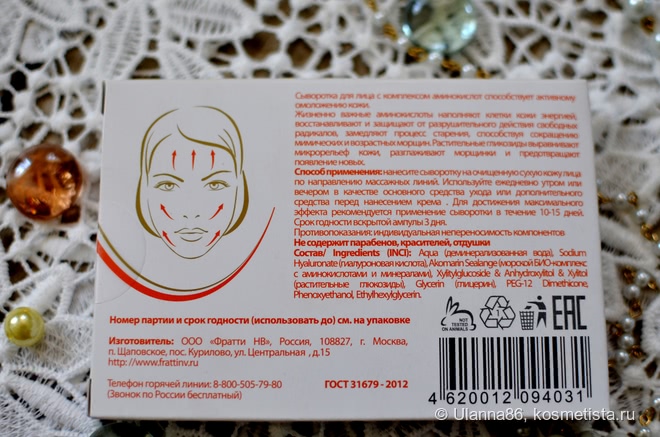 Сыворотка для лица с комплексом аминокислот способствует активному
омоложению кожи.
Жизненно важные аминокислоты наполняют клетки кожи энергией,
восстанавливают и защищают от разрушительного действия свободных
радикалов, замедляют процесс старения, способствуя сокращению
мимических и возрастных морщин. Растительные гликозиды выравнивают
микрорельеф кожи, разглаживают морщинки и предотвращают
появление новых.
Способ применения: нанесите сыворотку на очищенную сухую кожу лица
по направлению массажных линий. Используйте ежедневно утром или
вечером в качестве основного средства ухода или дополнительного
средства перед нанесением крема . Для достижения максимального
эффекта рекомендуется применение сыворотки в течение 10-15 дней.
Срок годности вскрытой ампулы 3 дня.
Противопоказания: индивидуальная непереносимость компонентов
Не содержит парабенов, красителей, отдушки
Состав/ Ingredients (INCI): Aqua (деминерализованная вода), Sodium
Hyaluronate (гиалуроновая кислота), Akomarin Sealange (морской БИО-комплекс
с аминокислотами и минералами), Xylitylglucoside & Anhydroxylitol & Xylitol
(растительные глюкозиды), Glycerin (глицерин), PEG-12 Dimethicone,
Phenoxyethanol, Ethylhexylglycerin.
NOT TESTED
ON ANIMALS
EAC
Номер партии и срок годности (использовать до) см. на упаковке
Изготовитель: ООО «Фратти НВ», Россия, 108827, г. Москва,
п. Щаповское, пос. Курилово, ул. Центральная , д.15
http://www.frattinv.ru
Телефон горячей линии: 8-800-505-79-80
(Звонок по России бесплатный)
ГОСТ 31679 - 2012
4620012094031
© Ulanna86, kosmetista.ru